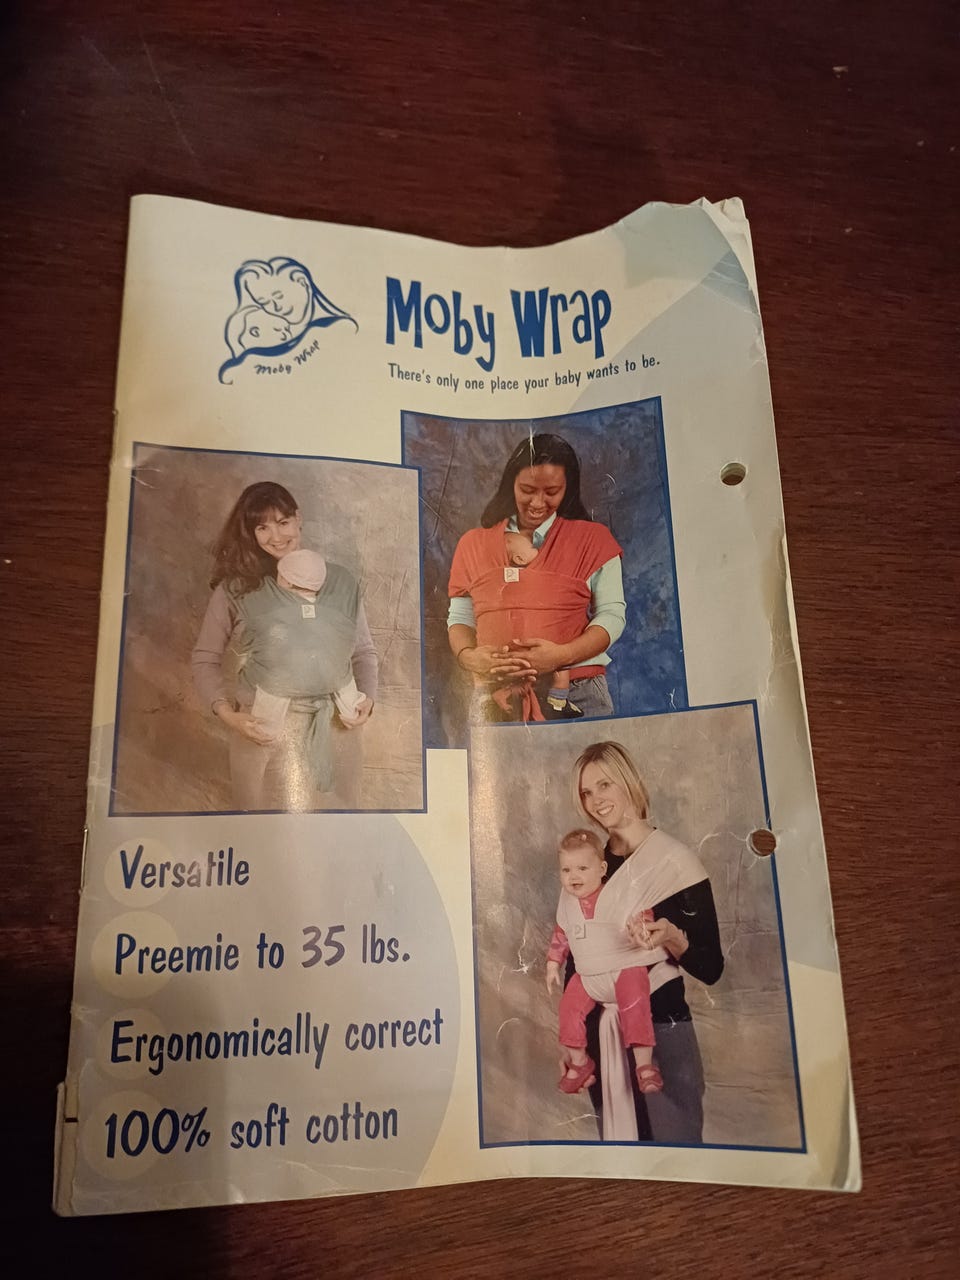 Moby Wrap
Moby Wrap
There's only one place your baby wants to be.
Versatile
Preemie to 35 lbs.
Ergonomically correct
100% soft cotton